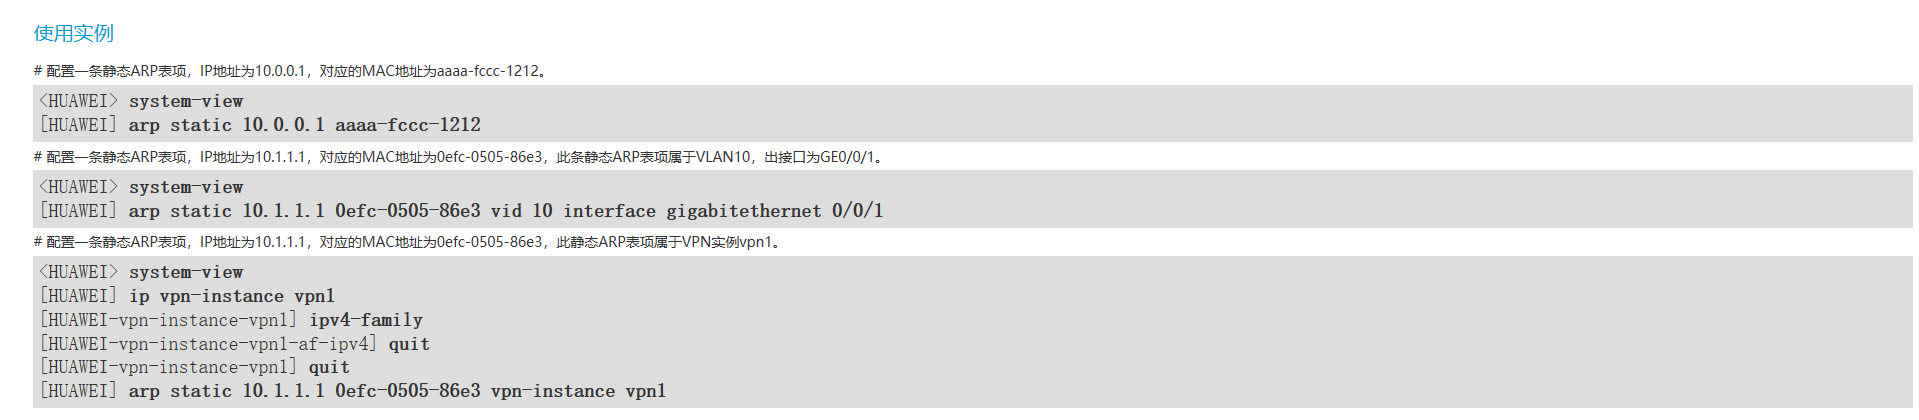 使用实例
# 配置一条静态ARP表项，IP地址为10.0.0.1，对应的MAC地址为aaaa-fccc-1212。
<HUAWEI> system-view
[HUAWEI] arp static 10.0.0.1 aaaa-fccc-1212
# 配置一条静态ARP表项，IP地址为10.1.1.1，对应的MAC地址为0efc-0505-86e3，此条静态ARP表项属于VLAN10，出接口为GE0/0/1。
<HUAWEI> system-view
[HUAWEI] arp static 10.1.1.1 0efc-0505-86e3 vid 10 interface gigabitethernet 0/0/1
# 配置一条静态ARP表项，IP地址为10.1.1.1，对应的MAC地址为0efc-0505-86e3，此静态ARP表项属于VPN实例vpn1。
<HUAWEI> system-view
[HUAWEI] ip vpn-instance vpn1
[HUAWEI-vpn-instance-vpn1] ipv4-family
[HUAWEI-vpn-instance-vpn1-af-ipv4] quit
[HUAWEI-vpn-instance-vpn1] quit
[HUAWEI] arp static 10.1.1.1 0efc-0505-86e3 vpn-instance vpn1